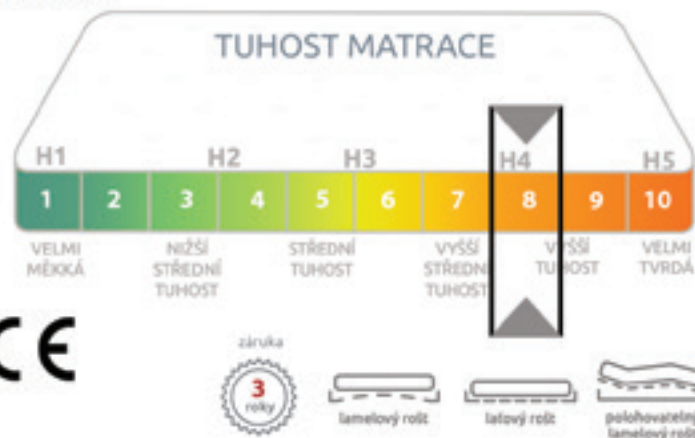 TUHOST MATRACE
H1 H2 H3 H4 H5
1 2 3 4 5 6 7 8 9 10
VELMI
MĚKKÁ
NIŽŠÍ
STŘEDNÍ
TUHOST
STŘEDNÍ
TUHOST
VYŠŠÍ
STŘEDNÍ
TUHOST
VYŠŠÍ
TUHOST
VELMI
TVRDÁ
CE
záruka
3
roky
lamelový rošt
laťový rošt
lamelový rošt